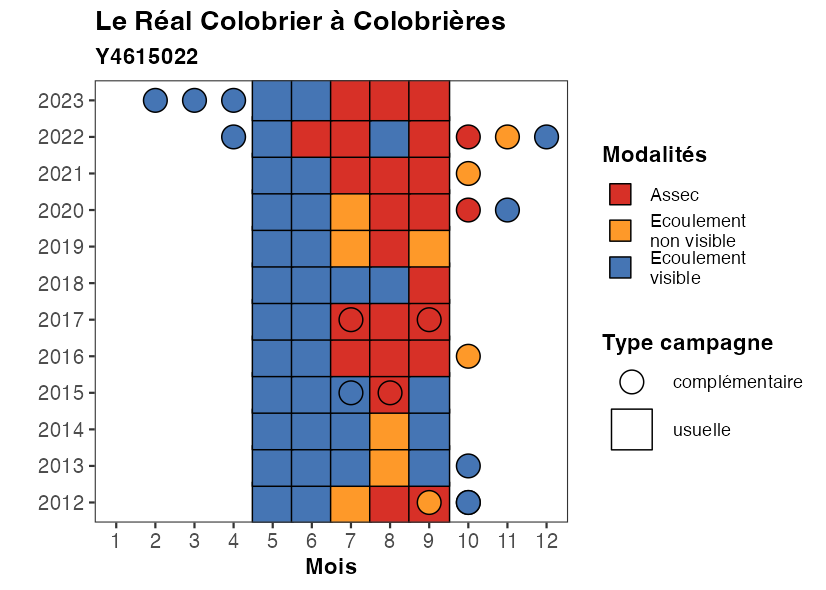 Le Réal Colobrier à Colobrières
Y4615022
2023
2022
2021
2020
2019
2018
2017
2016
2015
2014
2013
2012
1 2 3 4 5 6 7 8 9 10 11 12
Mois
Modalités
Assec
Ecoulement
non visible
Ecoulement
visible
Type campagne
complémentaire
usuelle